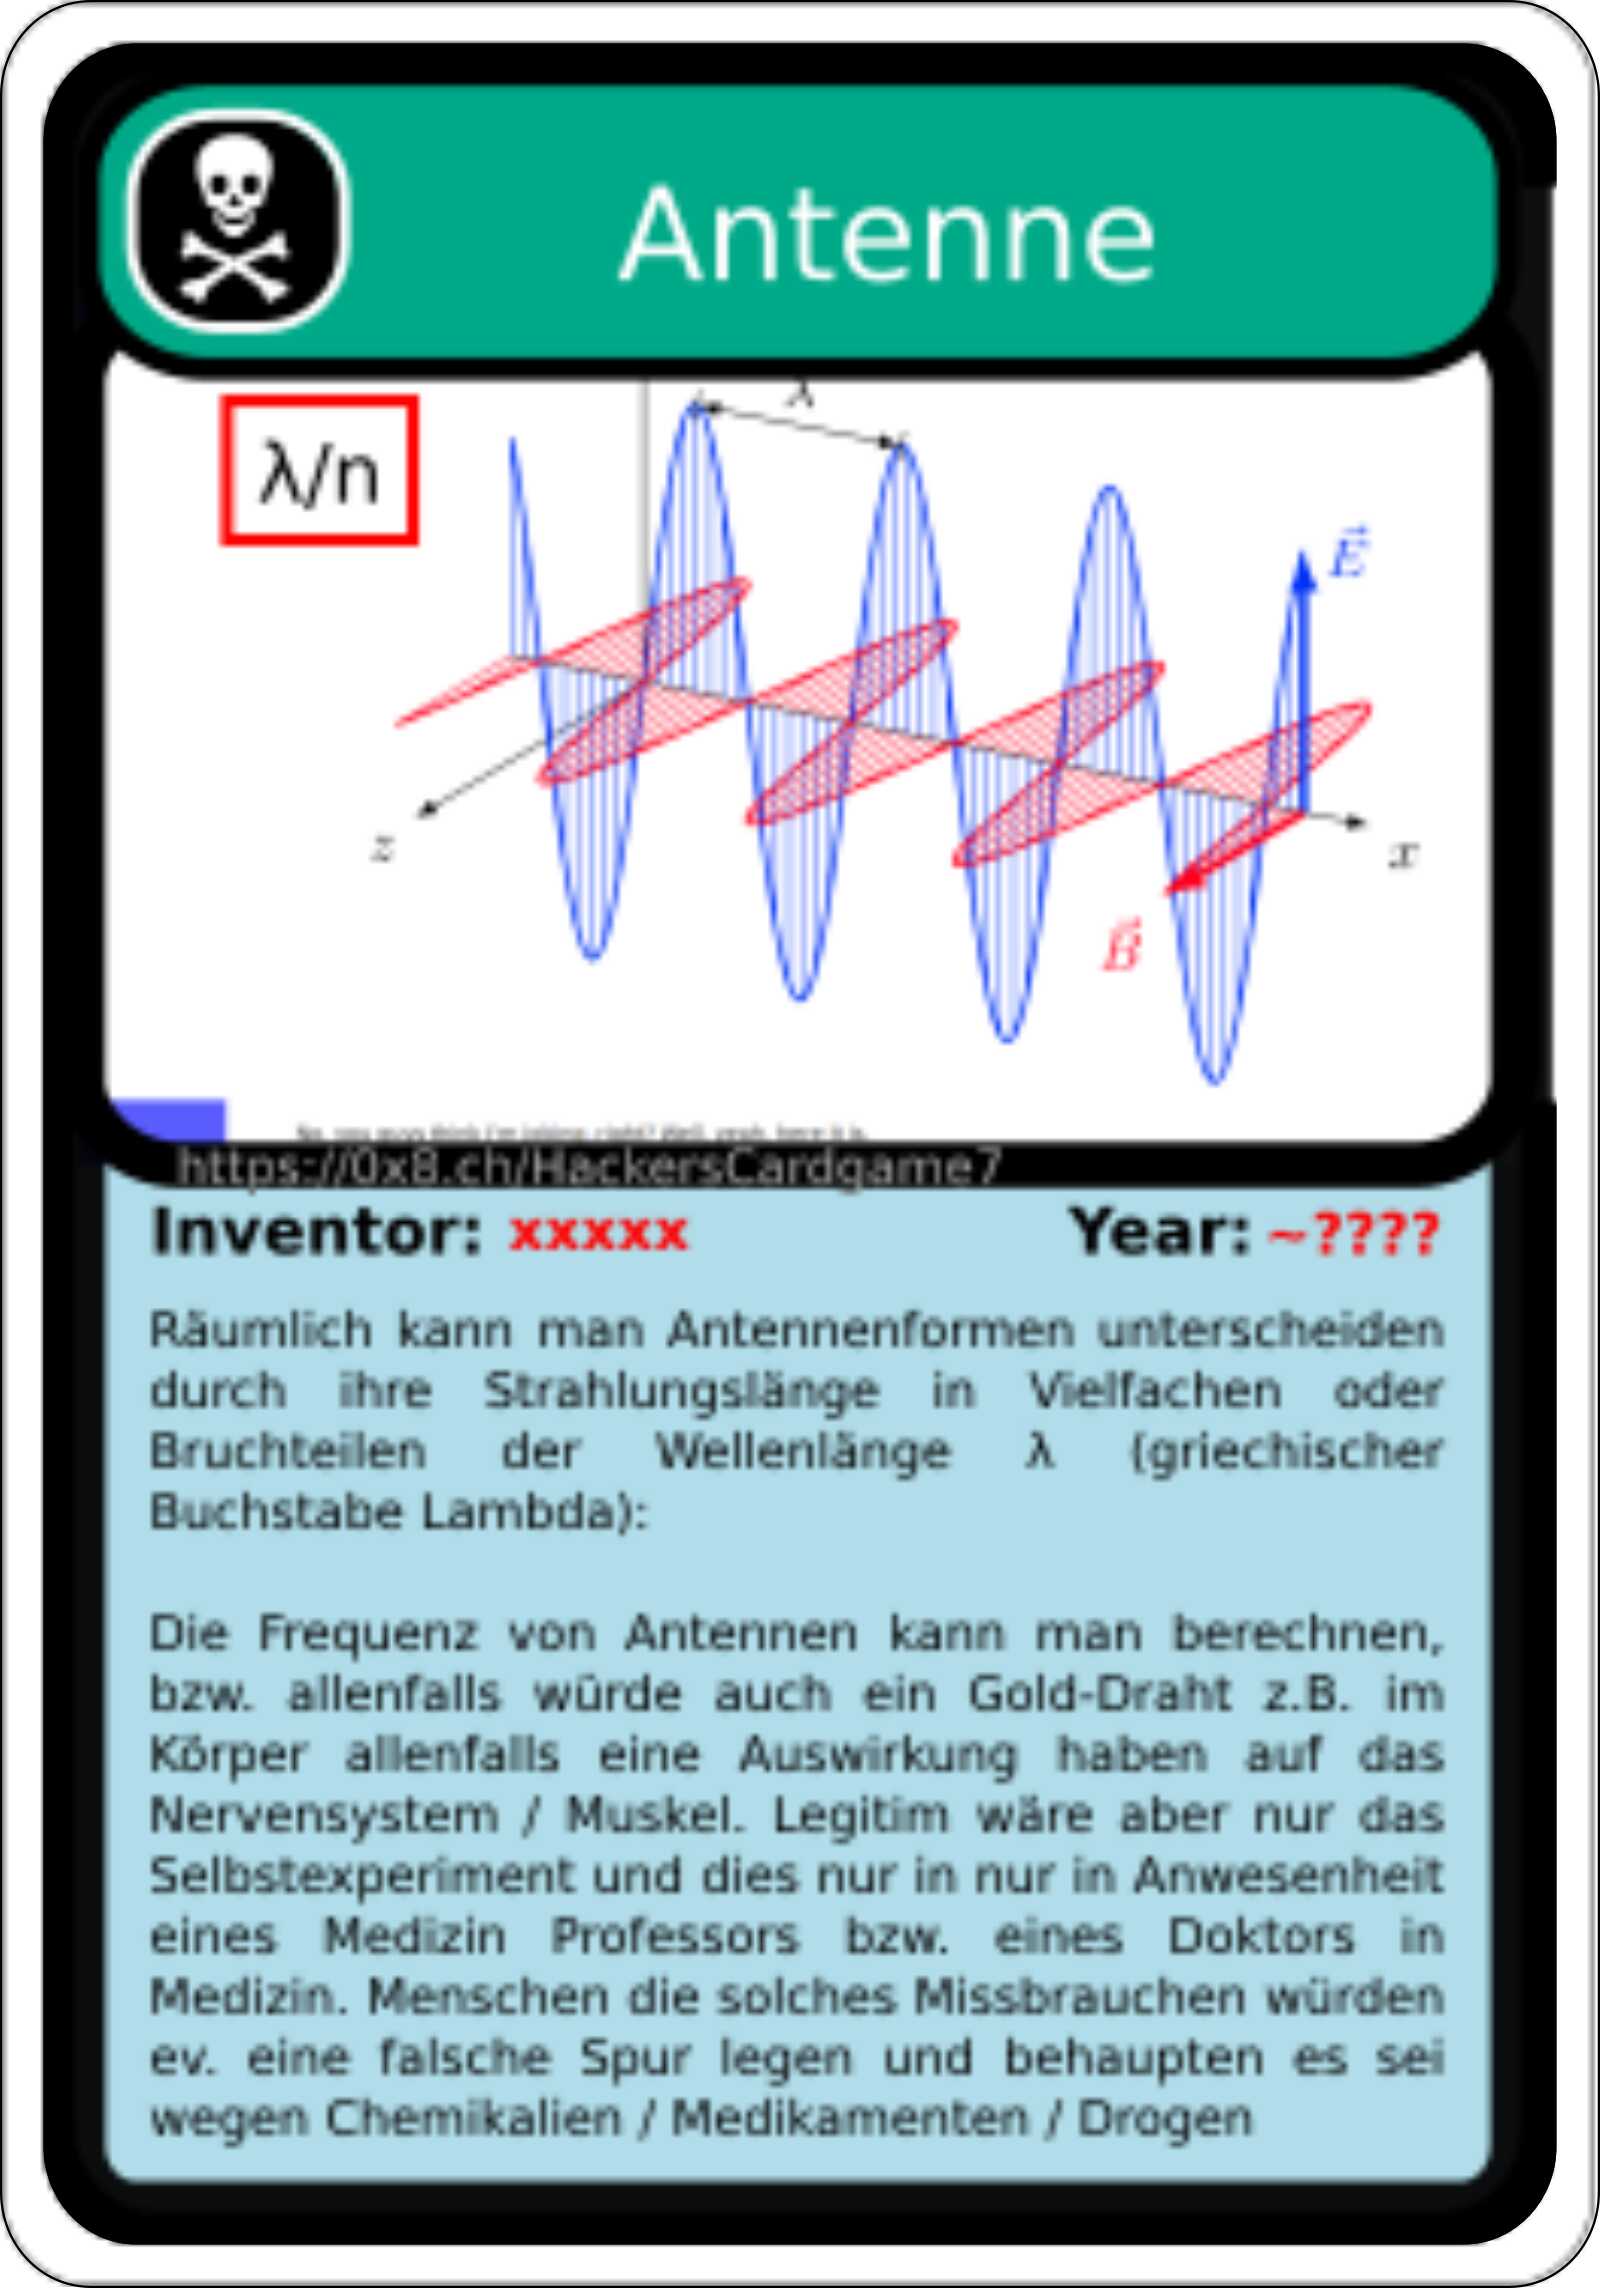 Antenne
λ/n
λ
E
z
x
B
https://0x8.ch/HackersCardgame7
Inventor: xxxxx Year: ~????
Räumlich kann man Antennenformen unterscheiden
durch ihre Strahlungslänge in Vielfachen oder
Bruchteilen der Wellenlänge λ (griechischer
Buchstabe Lambda):
Die Frequenz von Antennen kann man berechnen,
bzw. allenfalls würde auch ein Gold-Draht z.B. im
Körper allenfalls eine Auswirkung haben auf das
Nervensystem / Muskel. Legitim wäre aber nur das
Selbstexperiment und dies nur in nur in Anwesenheit
eines Medizin Professors bzw. eines Doktors in
Medizin. Menschen die solches Missbrauchen würden
ev. eine falsche Spur legen und behaupten es sei
wegen Chemikalien / Medikamenten / Drogen